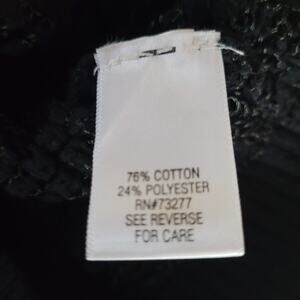 76% COTTON
24% POLYESTER
RN#73277
SEE REVERSE
FOR CARE